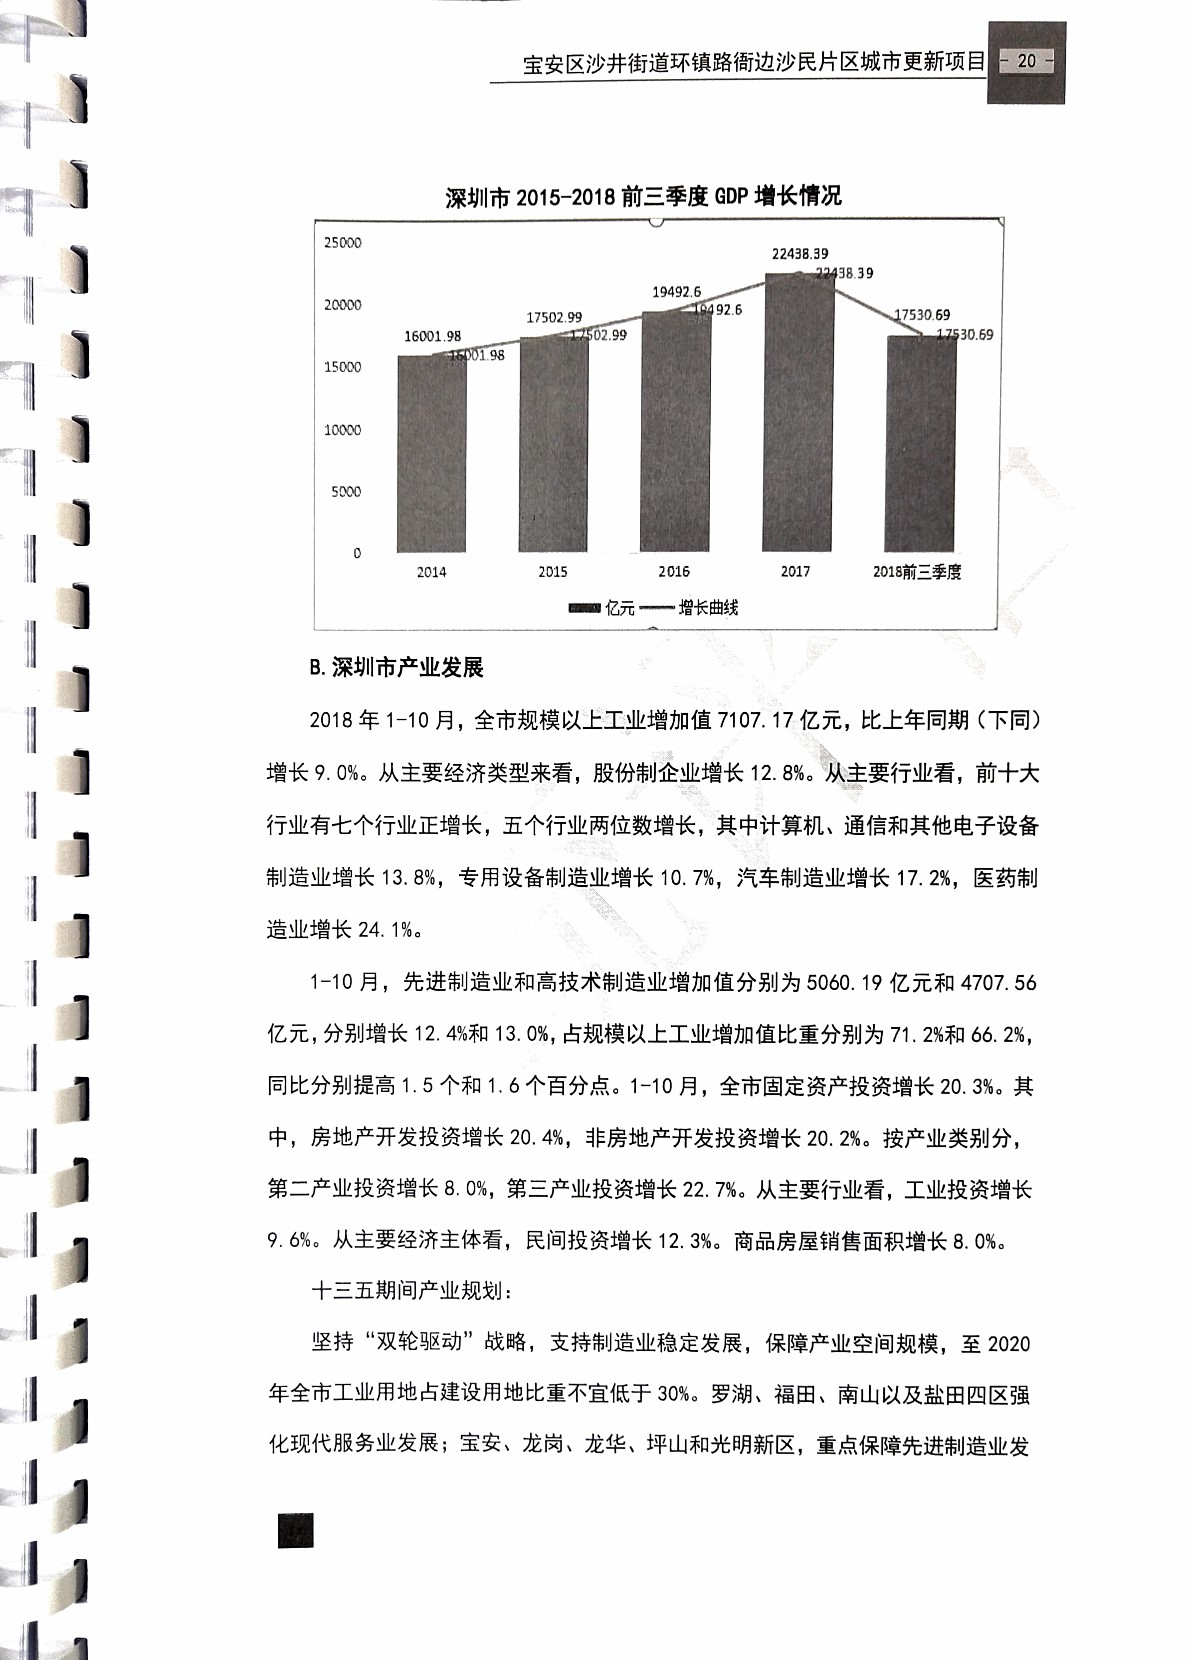 宝安区沙井街道环镇路衙边沙民片区城市更新项目
- 20 -
深圳市 2015-2018 前三季度 GDP 增长情况
25000
20000
15000
10000
5000
0
16001.98
16001.98
17502.99
17502.99
19492.6
19492.6
22438.39
22438.39
17530.69
17530.69
2014 2015 2016 2017 2018前三季度
亿元 增长曲线
B. 深圳市产业发展
2018 年 1-10 月，全市规模以上工业增加值 7107.17 亿元，比上年同期（下同）
增长 9.0%。从主要经济类型来看，股份制企业增长 12.8%。从主要行业看，前十大
行业有七个行业正增长，五个行业两位数增长，其中计算机、通信和其他电子设备
制造业增长 13.8%，专用设备制造业增长 10.7%，汽车制造业增长 17.2%，医药制
造业增长 24.1%。
1-10 月，先进制造业和高技术制造业增加值分别为 5060.19 亿元和 4707.56
亿元，分别增长 12.4%和 13.0%，占规模以上工业增加值比重分别为 71.2%和 66.2%，
同比分别提高 1.5 个和 1.6 个百分点。1-10 月，全市固定资产投资增长 20.3%。其
中，房地产开发投资增长 20.4%，非房地产开发投资增长 20.2%。按产业类别分，
第二产业投资增长 8.0%，第三产业投资增长 22.7%。从主要行业看，工业投资增长
9.6%。从主要经济主体看，民间投资增长 12.3%。商品房屋销售面积增长 8.0%。
十三五期间产业规划：
坚持“双轮驱动”战略，支持制造业稳定发展，保障产业空间规模，至 2020
年全市工业用地占建设用地比重不宜低于 30%。罗湖、福田、南山以及盐田四区强
化现代服务业发展；宝安、龙岗、龙华、坪山和光明新区，重点保障先进制造业发